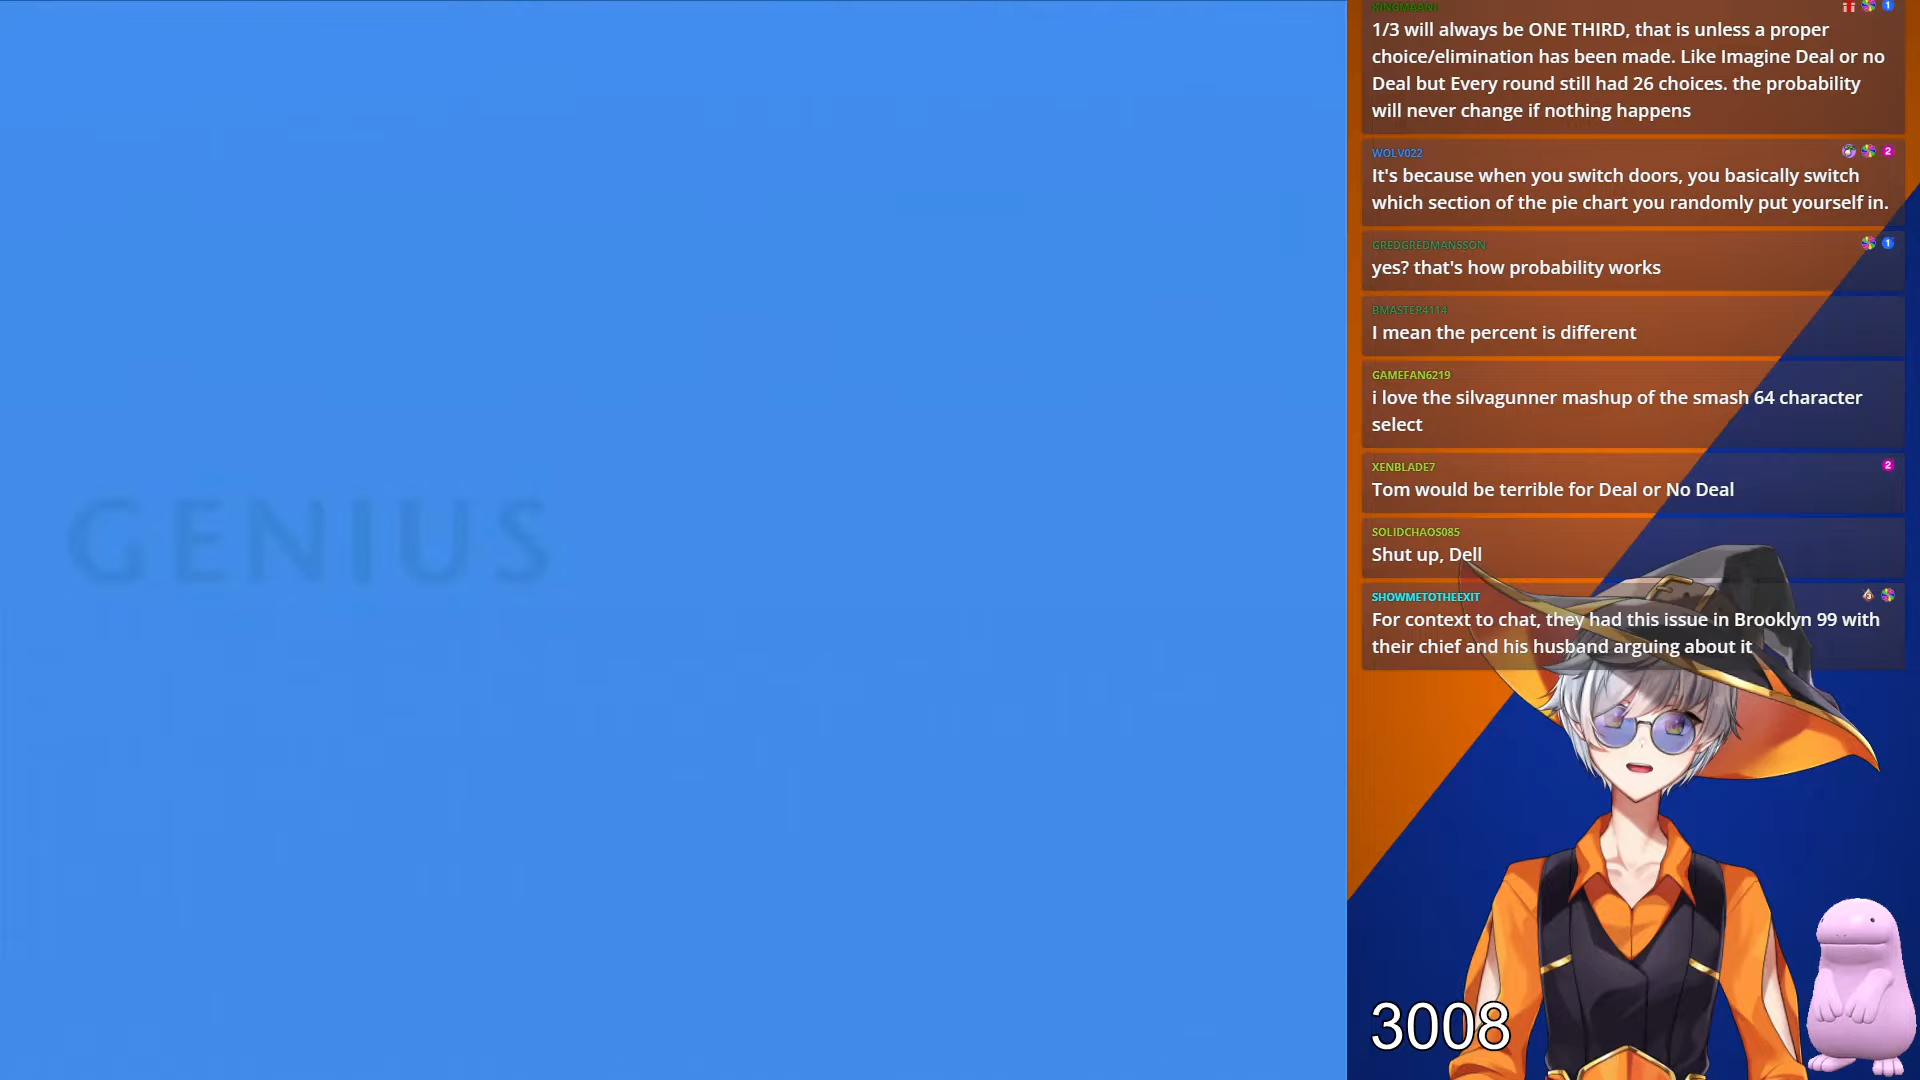 GENIUS
KINGMAANI
1/3 will always be ONE THIRD, that is unless a proper
choice/elimination has been made. Like Imagine Deal or no
Deal but Every round still had 26 choices. the probability
will never change if nothing happens
WOLV022
2
It's because when you switch doors, you basically switch
which section of the pie chart you randomly put yourself in.
GREDGREDMANSSON
1
yes? that's how probability works
BMASTER4114
I mean the percent is different
GAMEFAN6219
i love the silvagunner mashup of the smash 64 character
select
XENBLADE7
2
Tom would be terrible for Deal or No Deal
SOLIDCHAOS085
Shut up, Dell
SHOWMETOTHEEXIT
For context to chat, they had this issue in Brooklyn 99 with
their chief and his husband arguing about it
3008